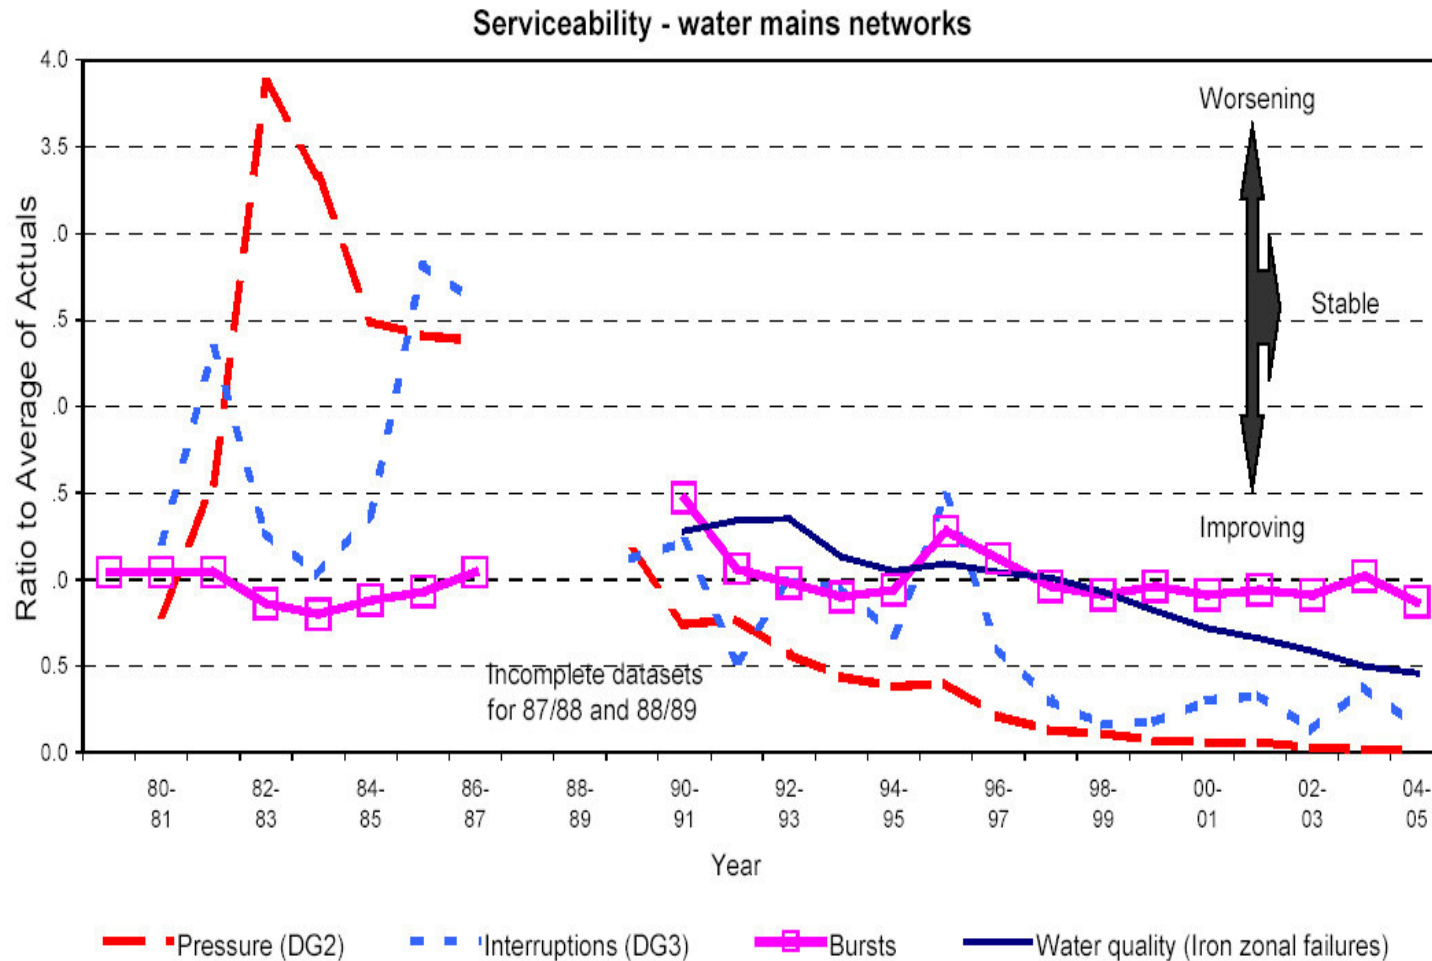 Serviceability - water mains networks
4.0
3.5
.0
.5
.0
.5
.0
0.5
0.0
Ratio to Average of Actuals
Worsening
Stable
Improving
Incomplete datasets
for 87/88 and 88/89
80-81
82-83
84-85
86-87
88-89
90-91
92-93
94-95
96-97
98-99
00-01
02-03
04-05
Year
Pressure (DG2)
Interruptions (DG3)
Bursts
Water quality (Iron zonal failures)